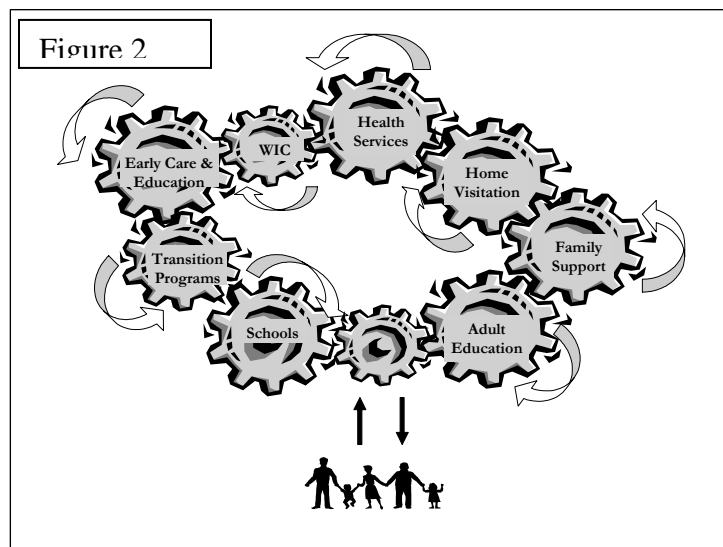 Figure 2
Health
Services
WIC
Early Care &
Education
Home
Visitation
Family
Support
Transition
Programs
Schools
Adult
Education